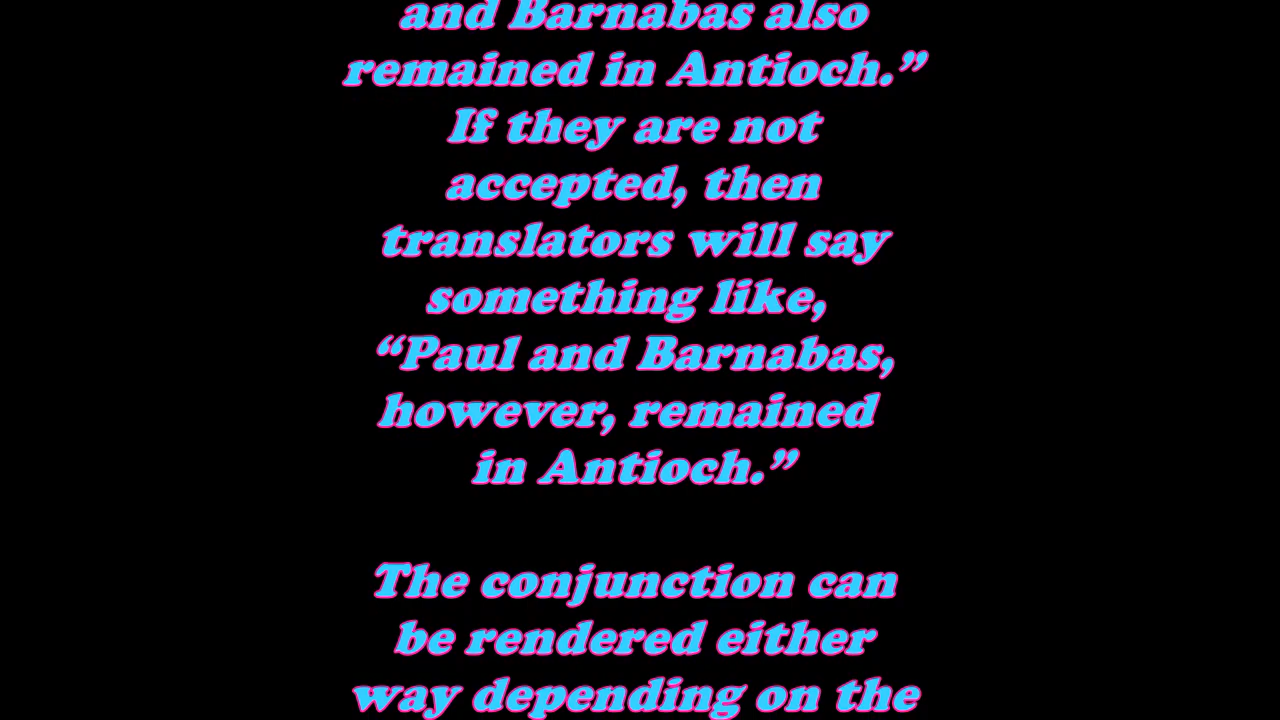 and Barnabas also
remained in Antioch.”
If they are not
accepted, then
translators will say
something like,
“Paul and Barnabas,
however, remained
in Antioch.”
The conjunction can
be rendered either
way depending on the